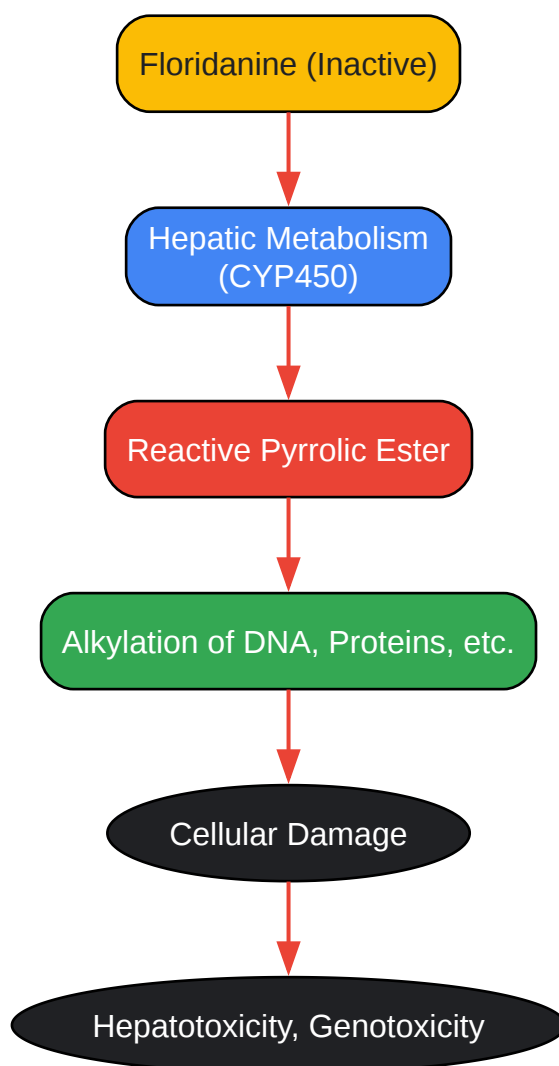 Floridanine (Inactive)
Hepatic Metabolism
(CYP450)
Reactive Pyrrolic Ester
Alkylation of DNA, Proteins, etc.
Cellular Damage
Hepatotoxicity, Genotoxicity